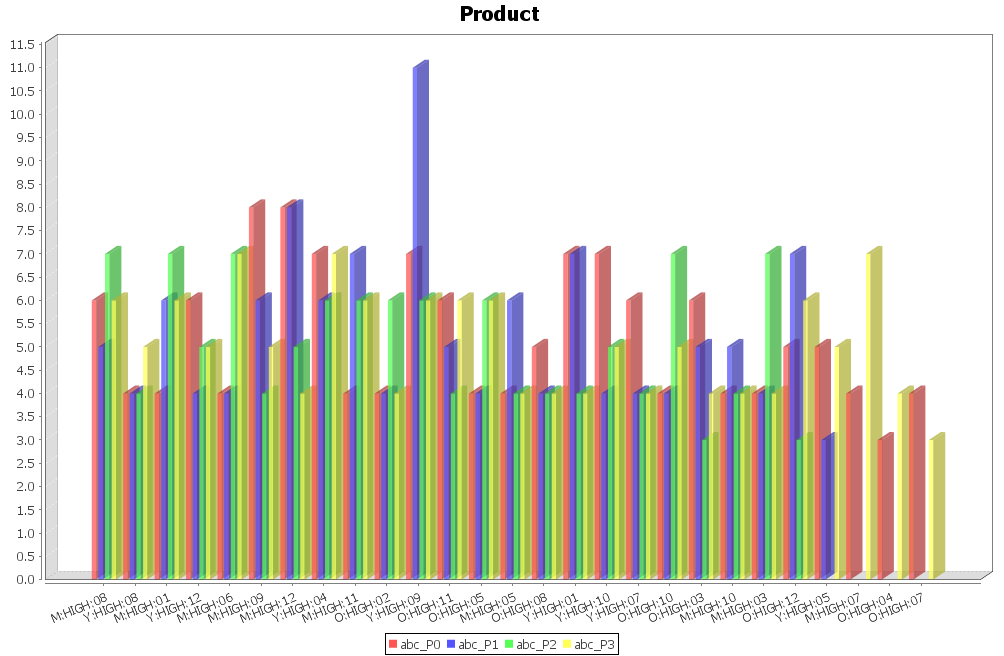 Product
11.5
11.0
10.5
10.0
9.5
9.0
8.5
8.0
7.5
7.0
6.5
6.0
5.5
5.0
4.5
4.0
3.5
3.0
2.5
2.0
1.5
1.0
0.5
0.0
M:HIGH:08
Y:HIGH:08
M:HIGH:01
Y:HIGH:12
M:HIGH:06
M:HIGH:09
M:HIGH:12
Y:HIGH:04
M:HIGH:11
O:HIGH:02
Y:HIGH:09
O:HIGH:11
O:HIGH:05
M:HIGH:05
O:HIGH:08
Y:HIGH:01
Y:HIGH:10
Y:HIGH:07
O:HIGH:10
O:HIGH:03
M:HIGH:10
M:HIGH:03
O:HIGH:12
Y:HIGH:05
M:HIGH:07
O:HIGH:04
O:HIGH:07
abc_P0 abc_P1 abc_P2 abc_P3